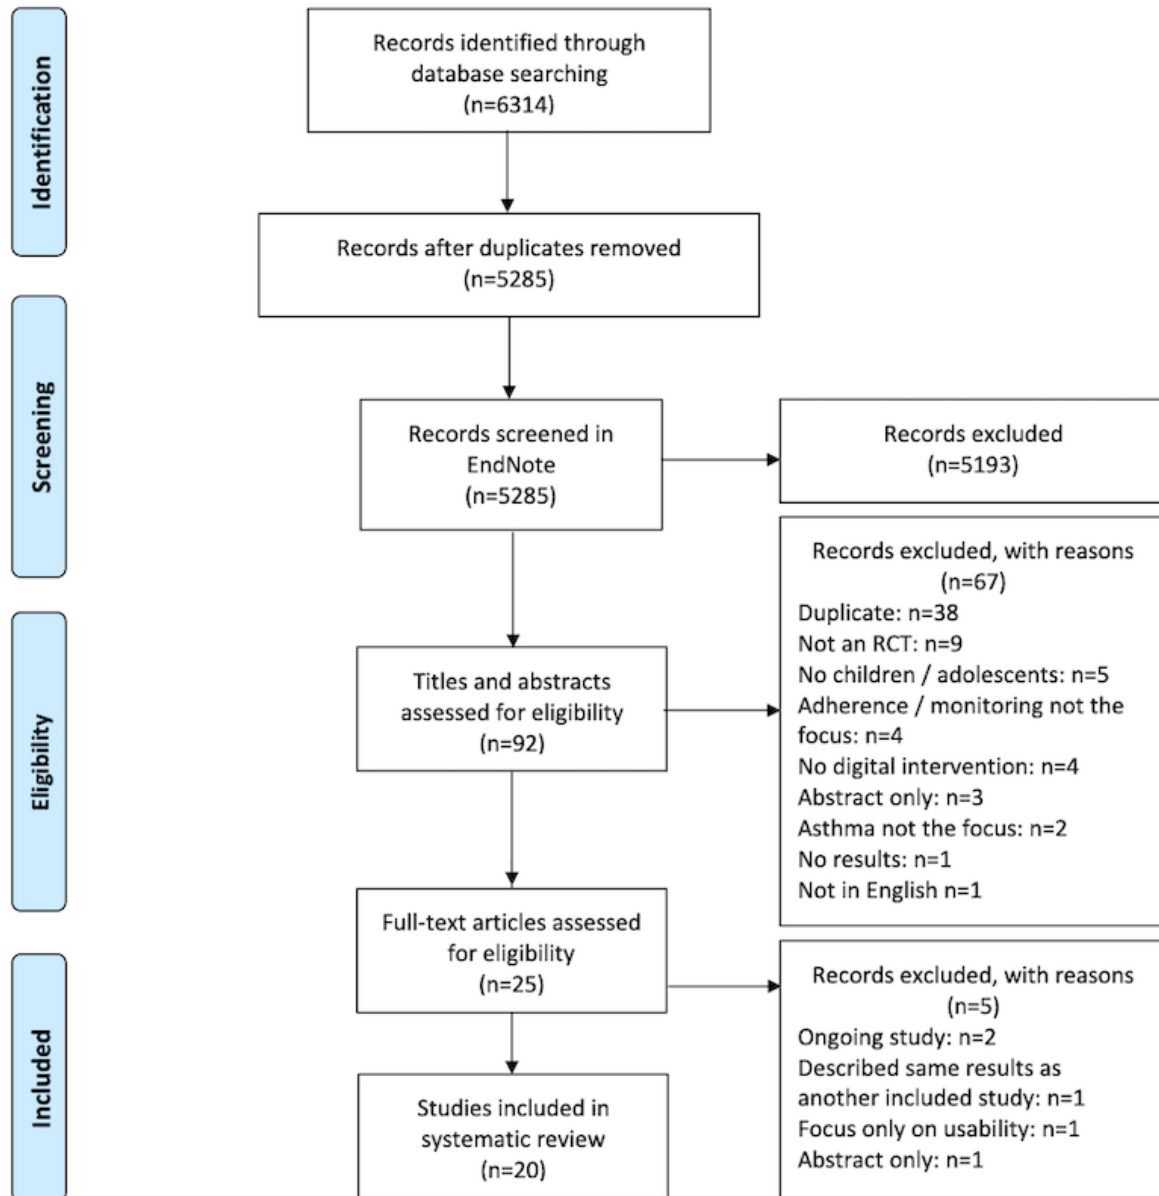 Identification
Records identified through
database searching
(n=6314)
Records after duplicates removed
(n=5285)
Screening
Records screened in
EndNote
(n=5285)
Records excluded
(n=5193)
Eligibility
Titles and abstracts
assessed for eligibility
(n=92)
Records excluded, with reasons
(n=67)
Duplicate: n=38
Not an RCT: n=9
No children / adolescents: n=5
Adherence / monitoring not the
focus: n=4
No digital intervention: n=4
Abstract only: n=3
Asthma not the focus: n=2
No results: n=1
Not in English n=1
Full-text articles assessed
for eligibility
(n=25)
Records excluded, with reasons
(n=5)
Ongoing study: n=2
Described same results as
another included study: n=1
Focus only on usability: n=1
Abstract only: n=1
Included
Studies included in
systematic review
(n=20)